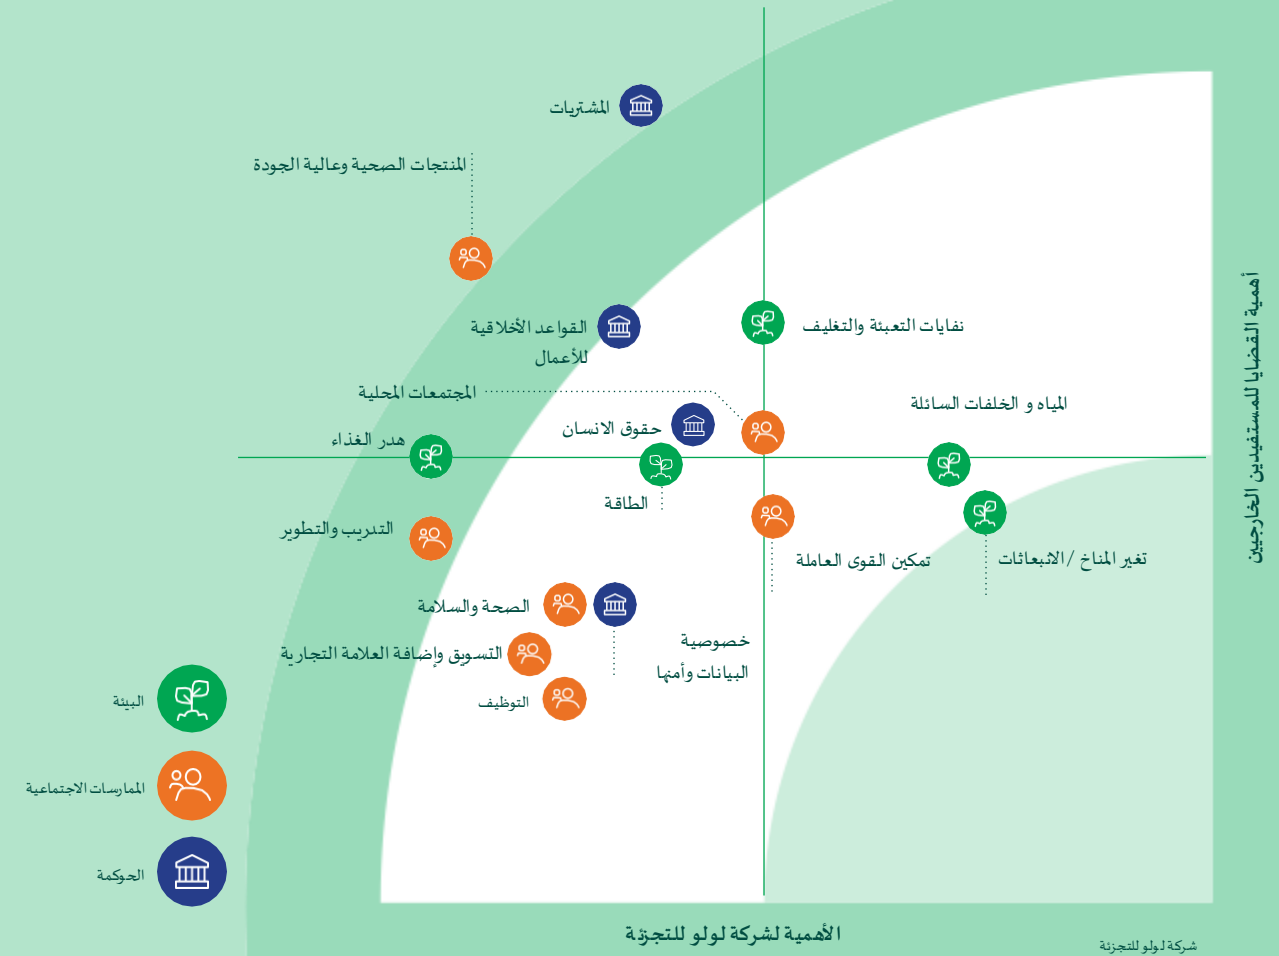 المشتريات
المنتجات الصحية وعالية الجودة
القواعد الأخلاقية
للأعمال
نفايات التعبئة والتغليف
المجتمعات المحلية
المياه و الخلفات السائلة
حقوق الانسان
هدر الغذاء
الطاقة
التدريب والتطوير
تمكين القوى العاملة
تغير المناخ /الانبعاثات
الصحة والسلامة
خصوصية
البيانات وأمنها
التسويق وإضافة العلامة التجارية
التوظيف
البيئة
الممارسات الاجتماعية
الحوكمة
أهمية القضايا للمستفيدين الخارجيين
الأهمية لشركة لولو للتجزئة
شركة لولو للتجزئة